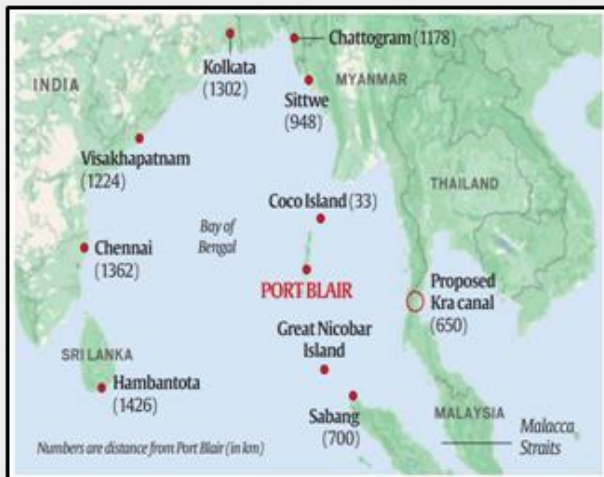 Chattogram (1178)
Kolkata
(1302)
INDIA
MYANMAR
Sittwe
(948)
Visakhapatnam
(1224)
THAILAND
Coco Island (33)
Bay of
Bengal
Chennai
(1362)
PORT BLAIR
Proposed
Kra canal
(650)
Great Nicobar
Island
SRI LANKA
Hambantota
(1426)
Sabang
(700)
MALAYSIA
Malacca
Straits
Numbers are distance from Port Blair (in km)